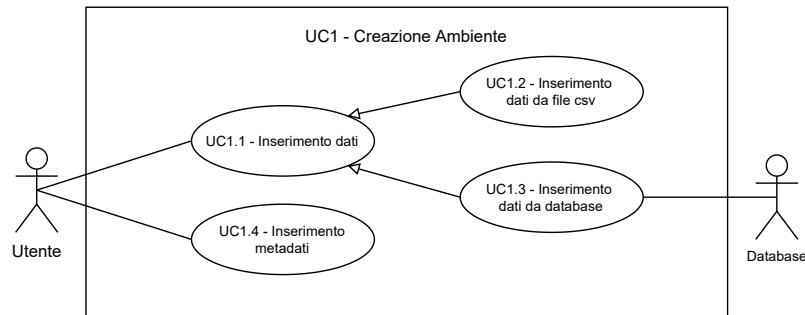 UC1 - Creazione Ambiente
UC1.2 - Inserimento
dati da file csv
UC1.1 - Inserimento dati
UC1.3 - Inserimento
dati da database
UC1.4 - Inserimento
metadati
Utente
Database